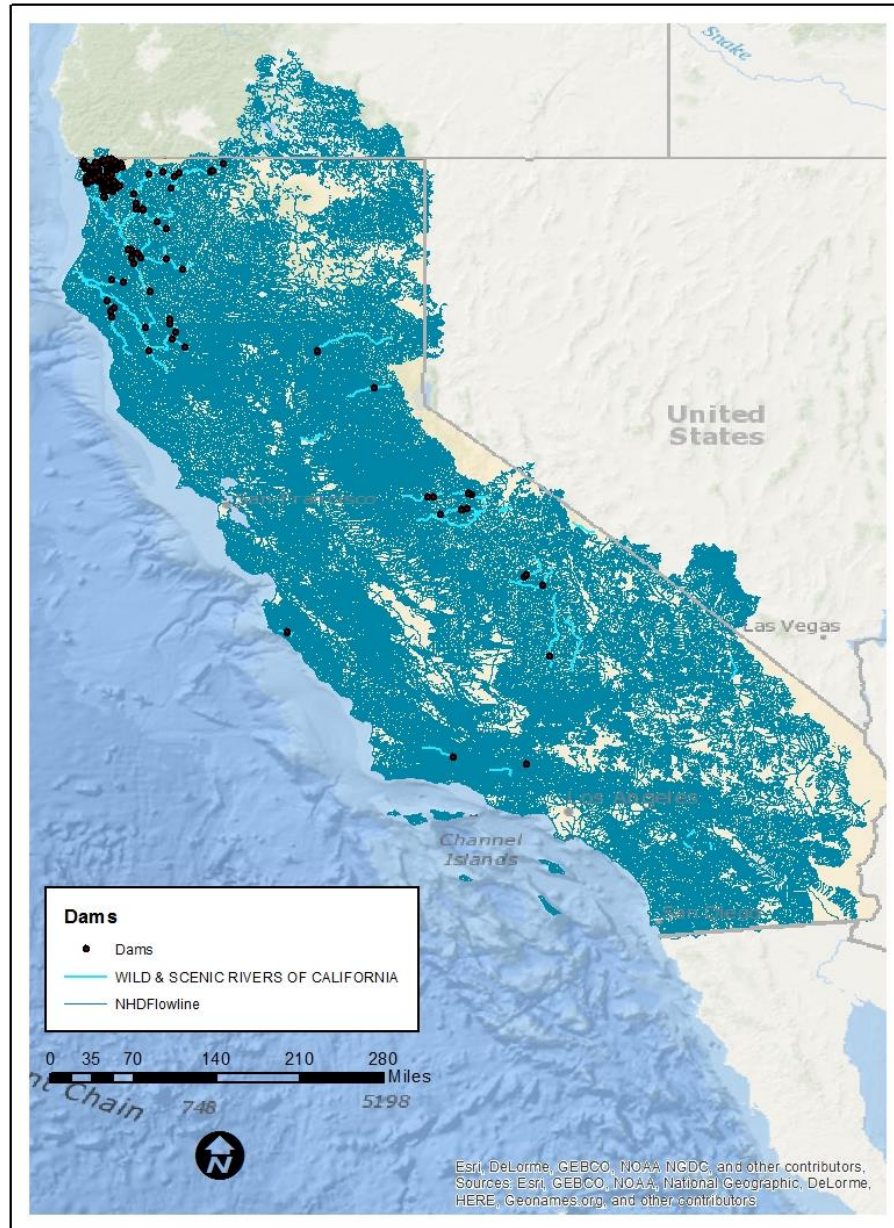 Snake
United
States
San Francisco
Las Vegas
Los Angeles
Channel
Islands
San Diego
Dams
Dams
WILD & SCENIC RIVERS OF CALIFORNIA
NHDFlowline
0 35 70 140 210 280
Miles
nt Chain
748
5198
N
Esri, DeLorme, GEBCO, NOAA NGDC, and other contributors,
Sources: Esri, GEBCO, NOAA, National Geographic, DeLorme,
HERE, Geonames.org, and other contributors